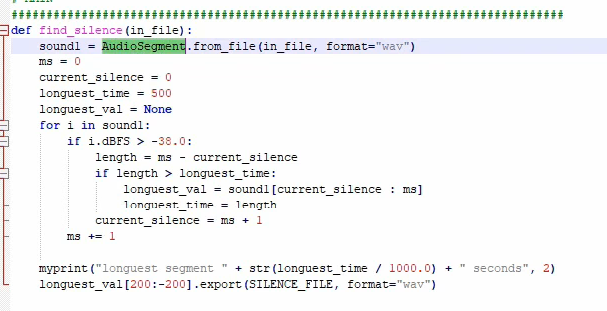 ################################################################################
def find_silence(in_file):
    sound1 = AudioSegment.from_file(in_file, format="wav")
    ms = 0
    current_silence = 0
    longuest_time = 500
    longuest_val = None
    for i in sound1:
        if i.dBFS > -38.0:
            length = ms - current_silence
            if length > longuest_time:
                longuest_val = sound1[current_silence : ms]
                longuest_time = length
            current_silence = ms + 1
        ms += 1
    myprint("longuest segment " + str(longuest_time / 1000.0) + " seconds", 2)
    longuest_val[200:-200].export(SILENCE_FILE, format="wav")